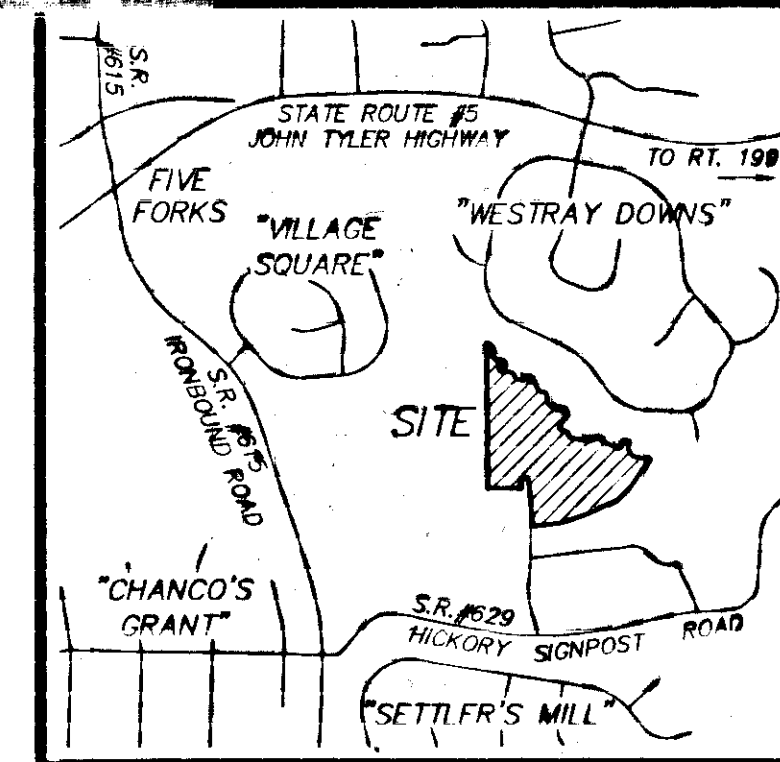 S.R.
#615
STATE ROUTE #5
JOHN TYLER HIGHWAY
TO RT. 199
FIVE
FORKS
"VILLAGE
SQUARE"
"WESTRAY DOWNS"
S.R. #615
IRONBOUND ROAD
SITE
"CHANCO'S
GRANT"
S.R. #629
HICKORY SIGNPOST ROAD
"SETTLER'S MILL"